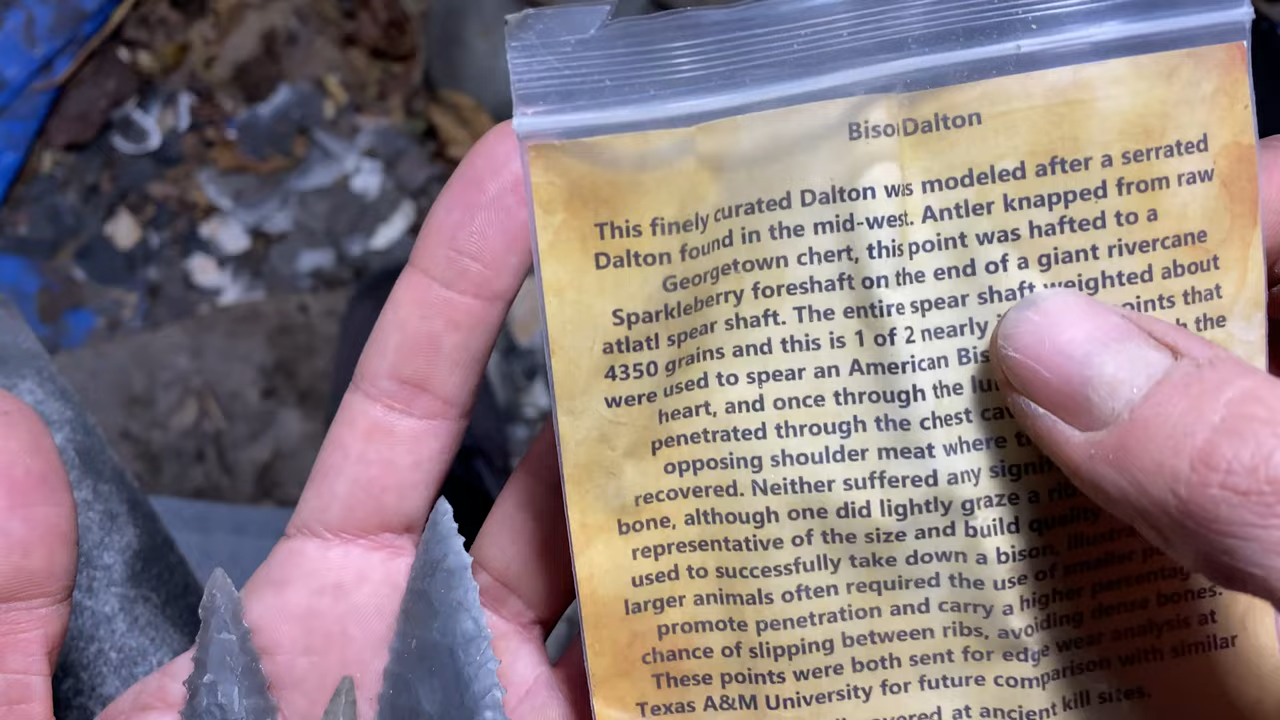 Bison Dalton
This finely curated Dalton was modeled after a serrated
Dalton found in the mid-west. Antler knapped from raw
Georgetown chert, this point was hafted to a
Sparkleberry foreshaft on the end of a giant rivercane
atlatl spear shaft. The entire spear shaft weighted about
4350 grains and this is 1 of 2 nearly points that
were used to spear an American the
heart, and once through the
penetrated through the chest
opposing shoulder meat where
recovered. Neither suffered any
bone, although one did lightly graze a
representative of the size and build quality
used to successfully take down a bison,
larger animals often required the use of smaller
promote penetration and carry a higher
chance of slipping between ribs, avoiding dense bones.
These points were both sent for edge wear analysis at
Texas A&M University for future comparison with similar
at ancient kill sites.